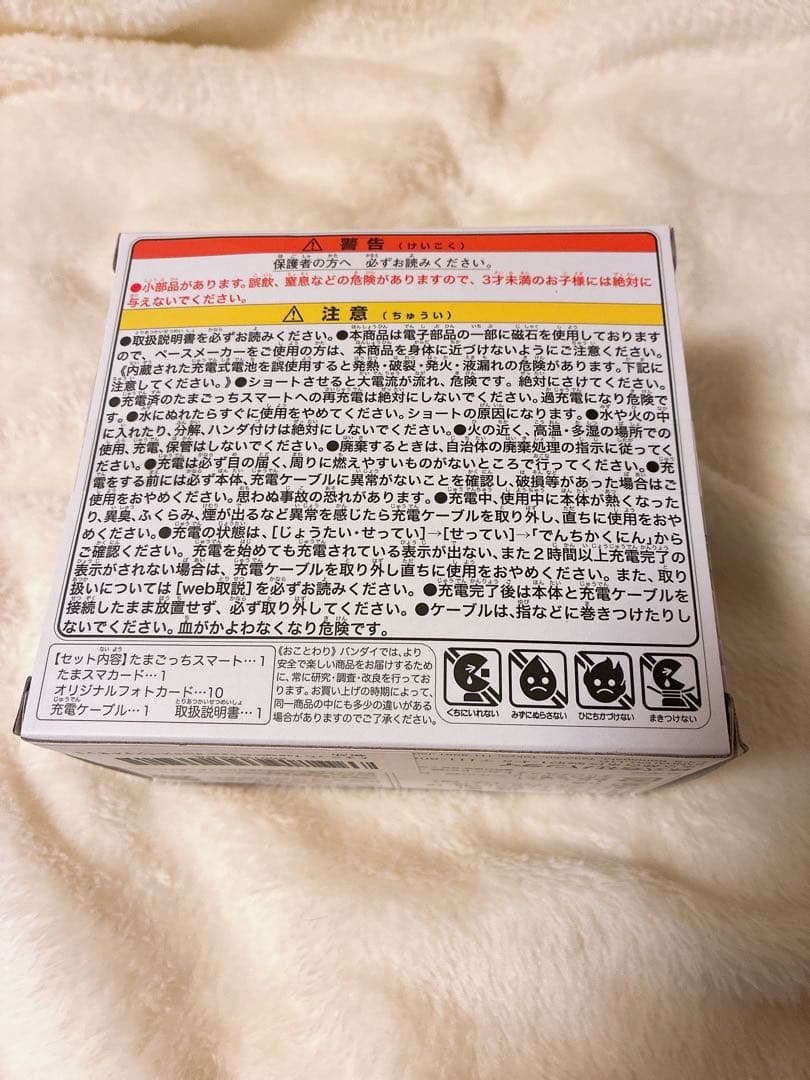 ⚠ 警告 (けいこく)
保護者の方へ 必ずお読みください。
●小部品があります。誤飲、窒息などの危険がありますので、3才未満のお子様には絶対に
与えないでください。
⚠ 注意 (ちゅうい)
●取扱説明書を必ずお読みください。●本商品は電子部品の一部に磁石を使用しております
ので、ペースメーカーをご使用の方は、本商品を身体に近づけないようにご注意ください。
《内蔵された充電式電池を誤使用すると発熱・破裂・発火・液漏れの危険があります。下記に
注意してください。》●ショートさせると大電流が流れ、危険です。絶対にさけてください。
●充電済のたまごっちスマートへの再充電は絶対にしないでください。過充電になり危険で
す。●水にぬれたらすぐに使用をやめてください。ショートの原因になります。●水や火の中
に入れたり、分解、ハンダ付けは絶対にしないでください。●火の近く、高温・多湿の場所での
使用、充電、保管はしないでください。●廃棄するときは、自治体の廃棄処理の指示に従ってく
ださい。●充電は必ず目の届く、周りに燃えやすいものがないところで行ってください。●充
電をする前には必ず本体、充電ケーブルに異常がないことを確認し、破損等があった場合はご
使用をおやめください。思わぬ事故の恐れがあります。●充電中、使用中に本体が熱くなった
り、異臭、ふくらみ、煙が出るなど異常を感じたら充電ケーブルを取り外し、直ちに使用をおや
めください。●充電の状態は、[じょうたい・せってい]→[せってい]→「でんちかくにん」から
ご確認ください。充電を始めても充電されている表示が出ない、また2時間以上充電完了の
表示がされない場合は、充電ケーブルを取り外し直ちに使用をおやめください。また、取り
扱いについては[web取説]を必ずお読みください。●充電完了後は本体と充電ケーブルを
接続したまま放置せず、必ず取り外してください。●ケーブルは、指などに巻きつけたりし
ないでください。血がかよわなくなり危険です。
【セット内容】たまごっちスマート…1
たまスマカード…1
オリジナルフォトカード…10
充電ケーブル…1 取扱説明書…1
《おことわり》バンダイでは、より
安全で楽しい商品をお届けするため
に、常に研究・調査・改良を行ってお
ります。お買い上げの時期によって、
同一商品の中にも多少の違いがある
場合がありますのでご了承ください。
くちにいれない
みずにぬらさない
ひにちかづけない
まきつけない